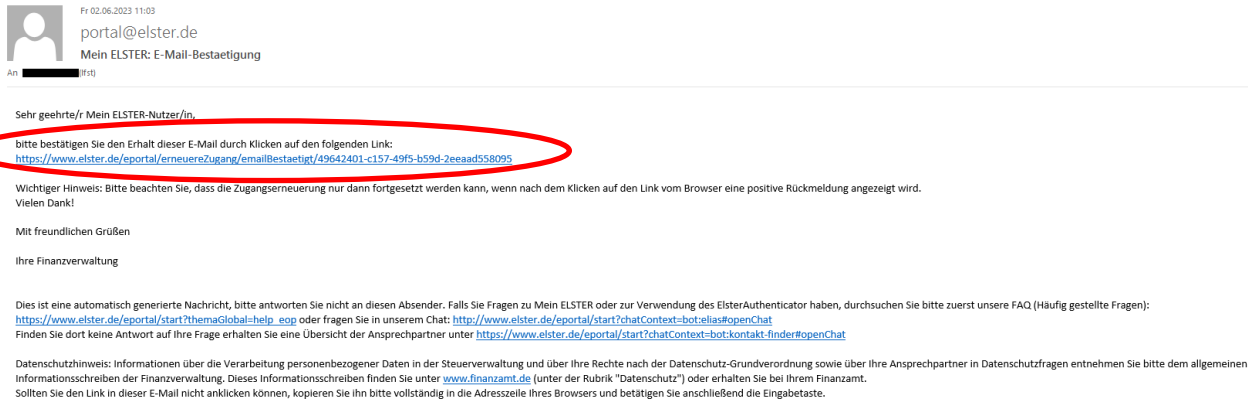 Fr 02.06.2023 11:03
portal@elster.de
Mein ELSTER: E-Mail-Bestaetigung
An (lfst)
Sehr geehrte/r Mein ELSTER-Nutzer/in,
bitte bestätigen Sie den Erhalt dieser E-Mail durch Klicken auf den folgenden Link:
https://www.elster.de/eportal/erneuereZugang/emailBestaetigt/49642401-c157-49f5-b59d-2eeaad558095
Wichtiger Hinweis: Bitte beachten Sie, dass die Zugangserneuerung nur dann fortgesetzt werden kann, wenn nach dem Klicken auf den Link vom Browser eine positive Rückmeldung angezeigt wird.
Vielen Dank!
Mit freundlichen Grüßen
Ihre Finanzverwaltung
Dies ist eine automatisch generierte Nachricht, bitte antworten Sie nicht an diesen Absender. Falls Sie Fragen zu Mein ELSTER oder zur Verwendung des ElsterAuthenticator haben, durchsuchen Sie bitte zuerst unsere FAQ (Häufig gestellte Fragen):
https://www.elster.de/eportal/start?themaGlobal=help_eop oder fragen Sie in unserem Chat: http://www.elster.de/eportal/start?chatContext=bot:elias#openChat
Finden Sie dort keine Antwort auf Ihre Frage erhalten Sie eine Übersicht der Ansprechpartner unter https://www.elster.de/eportal/start?chatContext=bot:kontakt-finder#openChat
Datenschutzhinweis: Informationen über die Verarbeitung personenbezogener Daten in der Steuerverwaltung und über Ihre Rechte nach der Datenschutz-Grundverordnung sowie über Ihre Ansprechpartner in Datenschutzfragen entnehmen Sie bitte dem allgemeinen
Informationsschreiben der Finanzverwaltung. Dieses Informationsschreiben finden Sie unter www.finanzamt.de (unter der Rubrik "Datenschutz") oder erhalten Sie bei Ihrem Finanzamt.
Sollten Sie den Link in dieser E-Mail nicht anklicken können, kopieren Sie ihn bitte vollständig in die Adresszeile Ihres Browsers und betätigen Sie anschließend die Eingabetaste.